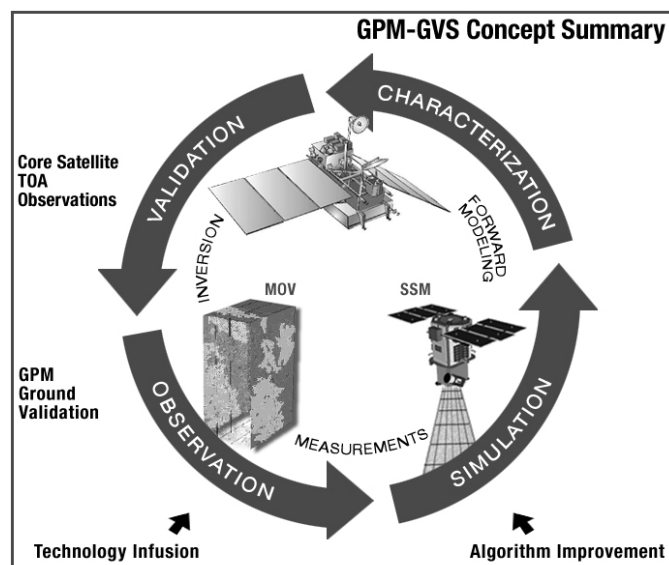 GPM-GVS Concept Summary
CHARACTERIZATION
VALIDATION
Core Satellite
TOA
Observations
FORWARD
MODELING
INVERSION
MOV
SSM
GPM
Ground
Validation
OBSERVATION
MEASUREMENTS
SIMULATION
Technology Infusion
Algorithm Improvement